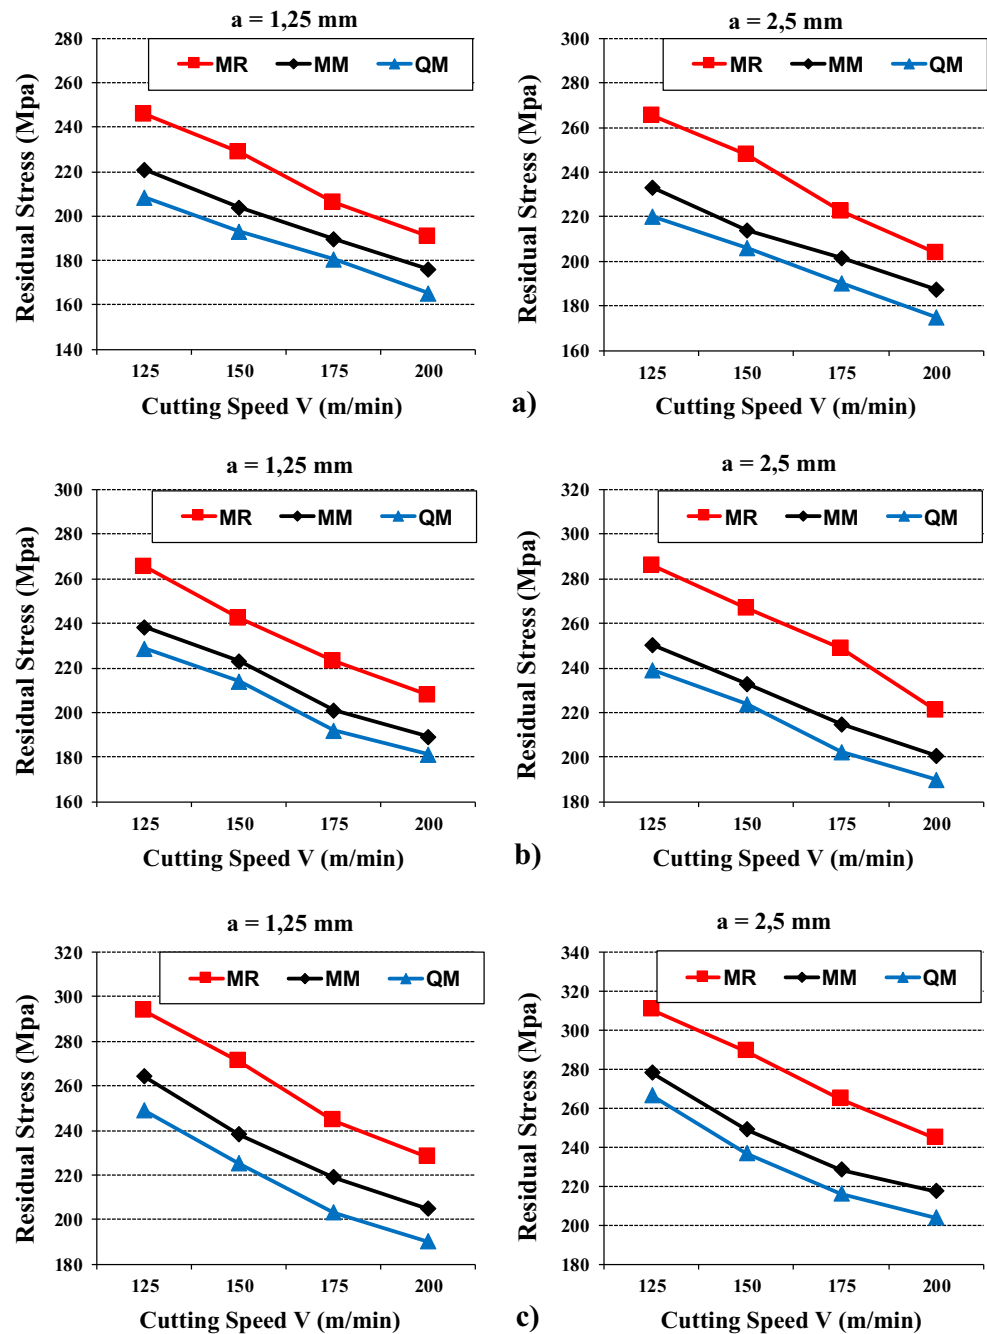 a = 1,25 mm
280
260
240
220
200
180
160
140
Residual Stress (Mpa)
MR MM QM
125 150 175 200
Cutting Speed V (m/min)
a = 2,5 mm
300
280
260
240
220
200
180
160
Residual Stress (Mpa)
MR MM QM
125 150 175 200
Cutting Speed V (m/min)
a)
a = 1,25 mm
300
280
260
240
220
200
180
160
Residual Stress (Mpa)
MR MM QM
125 150 175 200
Cutting Speed V (m/min)
a = 2,5 mm
320
300
280
260
240
220
200
180
Residual Stress (Mpa)
MR MM QM
125 150 175 200
Cutting Speed V (m/min)
b)
a = 1,25 mm
320
300
280
260
240
220
200
180
Residual Stress (Mpa)
MR MM QM
125 150 175 200
Cutting Speed V (m/min)
a = 2,5 mm
340
320
300
280
260
240
220
200
180
Residual Stress (Mpa)
MR MM QM
125 150 175 200
Cutting Speed V (m/min)
c)